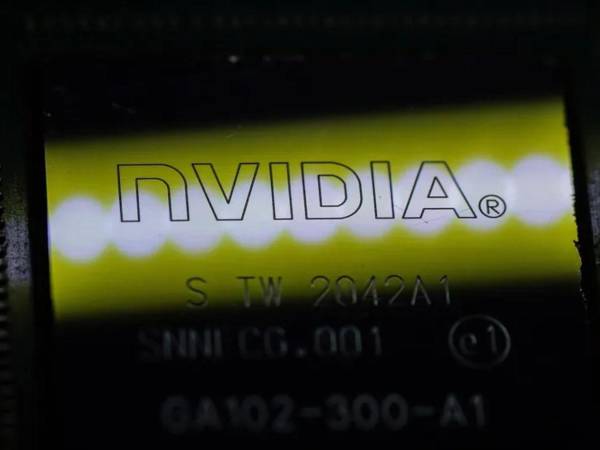 NVIDIA®
S TW 2042A1
SNNLCG.001 e1
GA102-300-A1